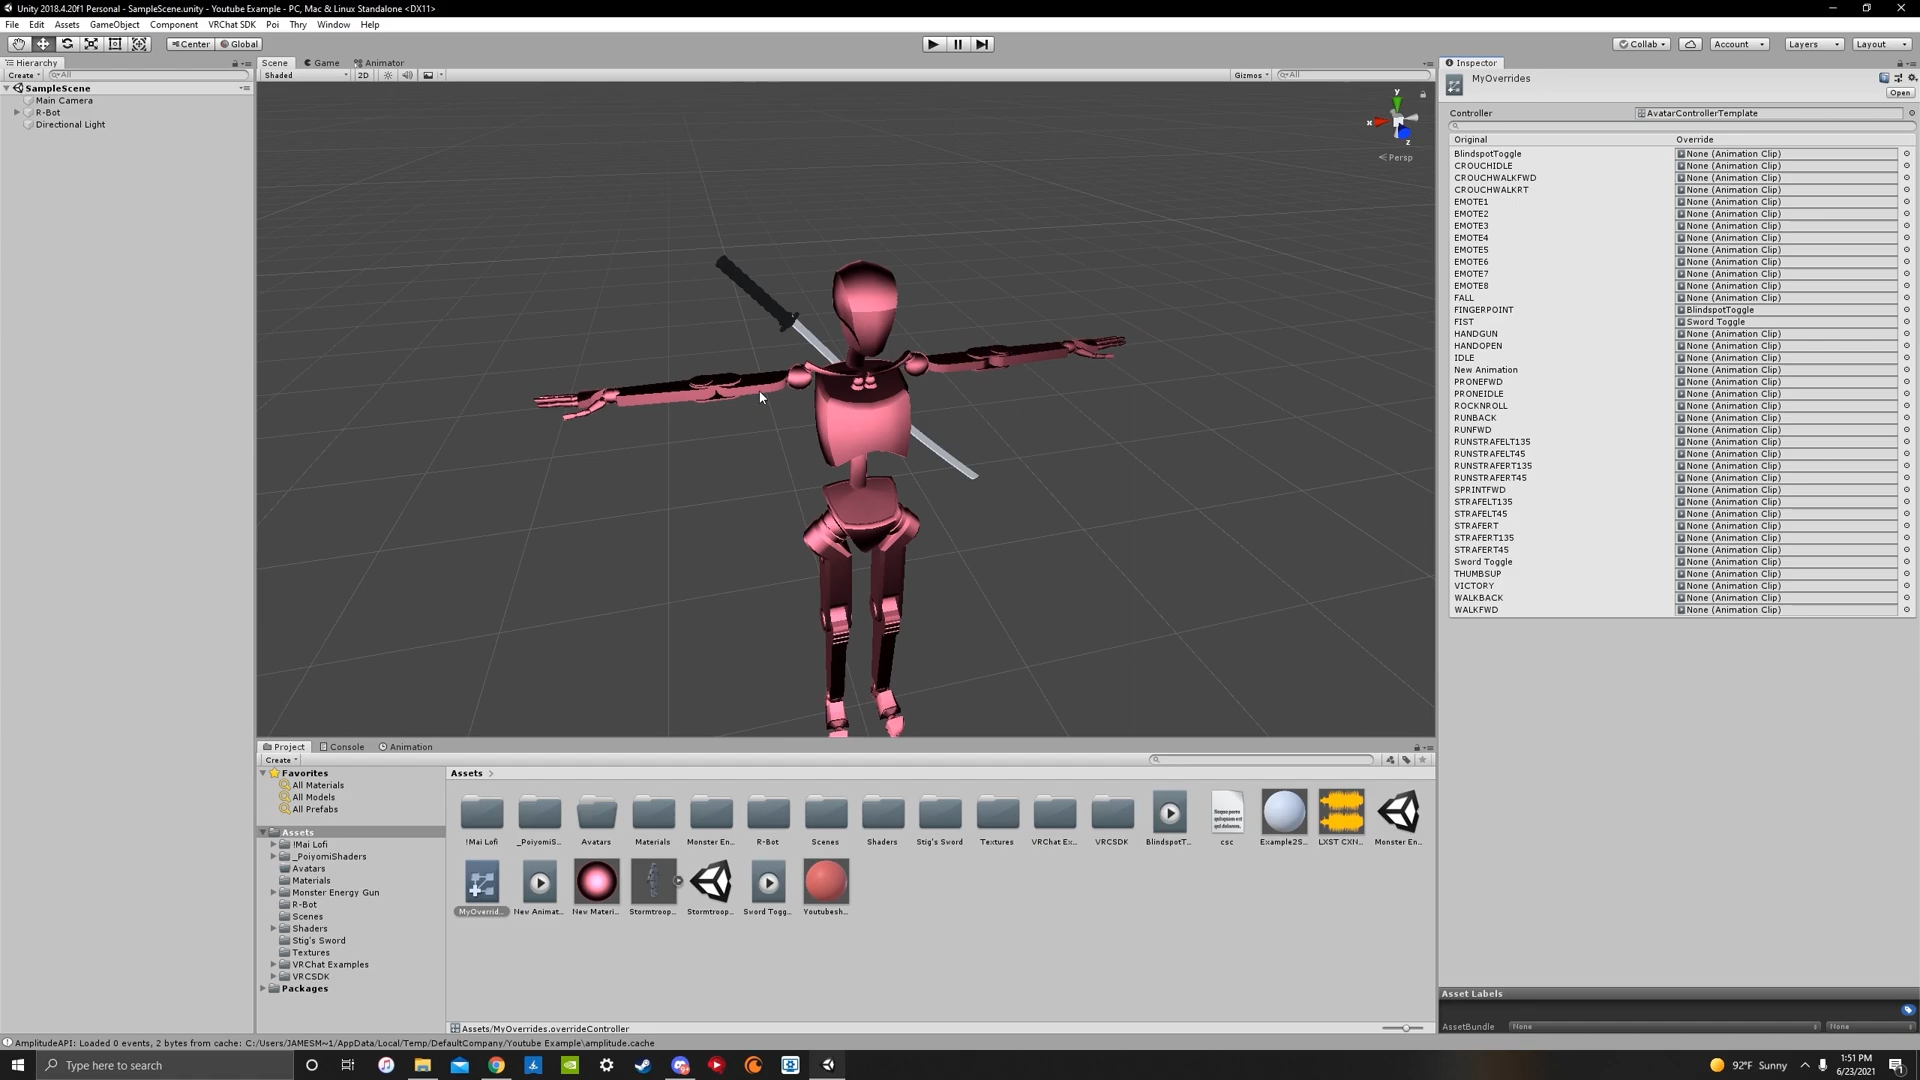 Unity 2018.4.20f1 Personal - SampleScene.unity - Youtube Example - PC, Mac & Linux Standalone <DX11>
File Edit Assets GameObject Component VRChat SDK Poi Thry Window Help
Center Global Collab Account Layers Layout
Hierarchy Scene Game Animator Inspector
Create All Shaded 2D Gizmos All MyOverrides
SampleScene Open
Main Camera
R-Bot
Directional Light
y
x
z
Persp
Controller AvatarControllerTemplate
Original Override
BlindspotToggle None (Animation Clip)
CROUCHIDLE None (Animation Clip)
CROUCHWALKFWD None (Animation Clip)
CROUCHWALKRT None (Animation Clip)
EMOTE1 None (Animation Clip)
EMOTE2 None (Animation Clip)
EMOTE3 None (Animation Clip)
EMOTE4 None (Animation Clip)
EMOTE5 None (Animation Clip)
EMOTE6 None (Animation Clip)
EMOTE7 None (Animation Clip)
EMOTE8 None (Animation Clip)
FALL None (Animation Clip)
FINGERPOINT BlindspotToggle
FIST Sword Toggle
HANDGUN None (Animation Clip)
HANDOPEN None (Animation Clip)
IDLE None (Animation Clip)
New Animation None (Animation Clip)
PRONEFWD None (Animation Clip)
PRONEIDLE None (Animation Clip)
ROCKNROLL None (Animation Clip)
RUNBACK None (Animation Clip)
RUNFWD None (Animation Clip)
RUNSTRAFELT135 None (Animation Clip)
RUNSTRAFELT45 None (Animation Clip)
RUNSTRAFERT135 None (Animation Clip)
RUNSTRAFERT45 None (Animation Clip)
SPRINTFWD None (Animation Clip)
STRAFELT135 None (Animation Clip)
STRAFELT45 None (Animation Clip)
STRAFERT None (Animation Clip)
STRAFERT135 None (Animation Clip)
STRAFERT45 None (Animation Clip)
Sword Toggle None (Animation Clip)
THUMBSUP None (Animation Clip)
VICTORY None (Animation Clip)
WALKBACK None (Animation Clip)
WALKFWD None (Animation Clip)
Project Console Animation
Create
Favorites
All Materials
All Models
All Prefabs
Assets
!Mai Lofi
_PoiyomiShaders
Avatars
Materials
Monster Energy Gun
R-Bot
Scenes
Shaders
Stig's Sword
Textures
VRChat Examples
VRCSDK
Packages
Assets
!Mai Lofi _PoiyomiS... Avatars Materials Monster En... R-Bot Scenes Shaders Stig's Sword Textures VRChat Ex... VRCSDK BlindspotT... csc Example2S... LXST CXN... Monster En...
MyOverrid... New Animat... New Materi... Stormtroop... Stormtroop... Sword Togg... Youtubesh...
Assets/MyOverrides.overrideController
Asset Labels
AssetBundle None None
AmplitudeAPI: Loaded 0 events, 2 bytes from cache: C:/Users/JAMESM~1/AppData/Local/Temp/DefaultCompany/Youtube Example\amplitude.cache
Type here to search
92°F Sunny
1:51 PM
6/23/2021